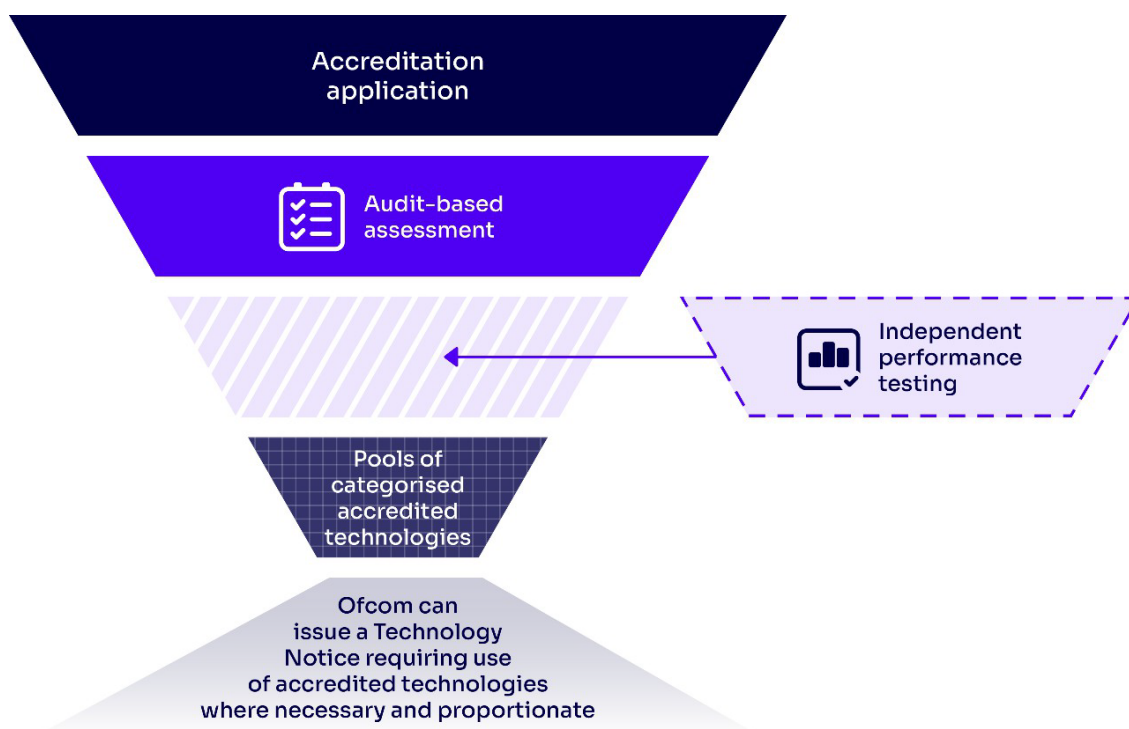 Accreditation
application
Audit-based
assessment
Independent
performance
testing
Pools of
categorised
accredited
technologies
Ofcom can
issue a Technology
Notice requiring use
of accredited technologies
where necessary and proportionate